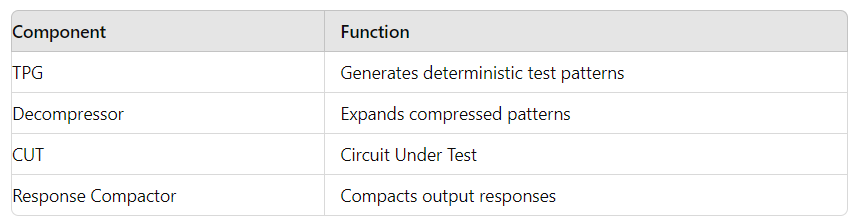 Component Function
TPG Generates deterministic test patterns
Decompressor Expands compressed patterns
CUT Circuit Under Test
Response Compactor Compacts output responses